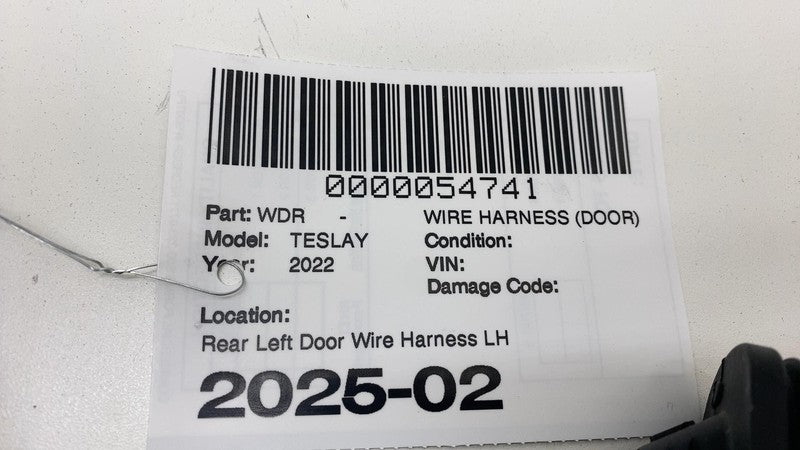 0000054741
Part: WDR - WIRE HARNESS (DOOR)
Model: TESLAY Condition:
Year: 2022 VIN:
Damage Code:
Location:
Rear Left Door Wire Harness LH
2025-02